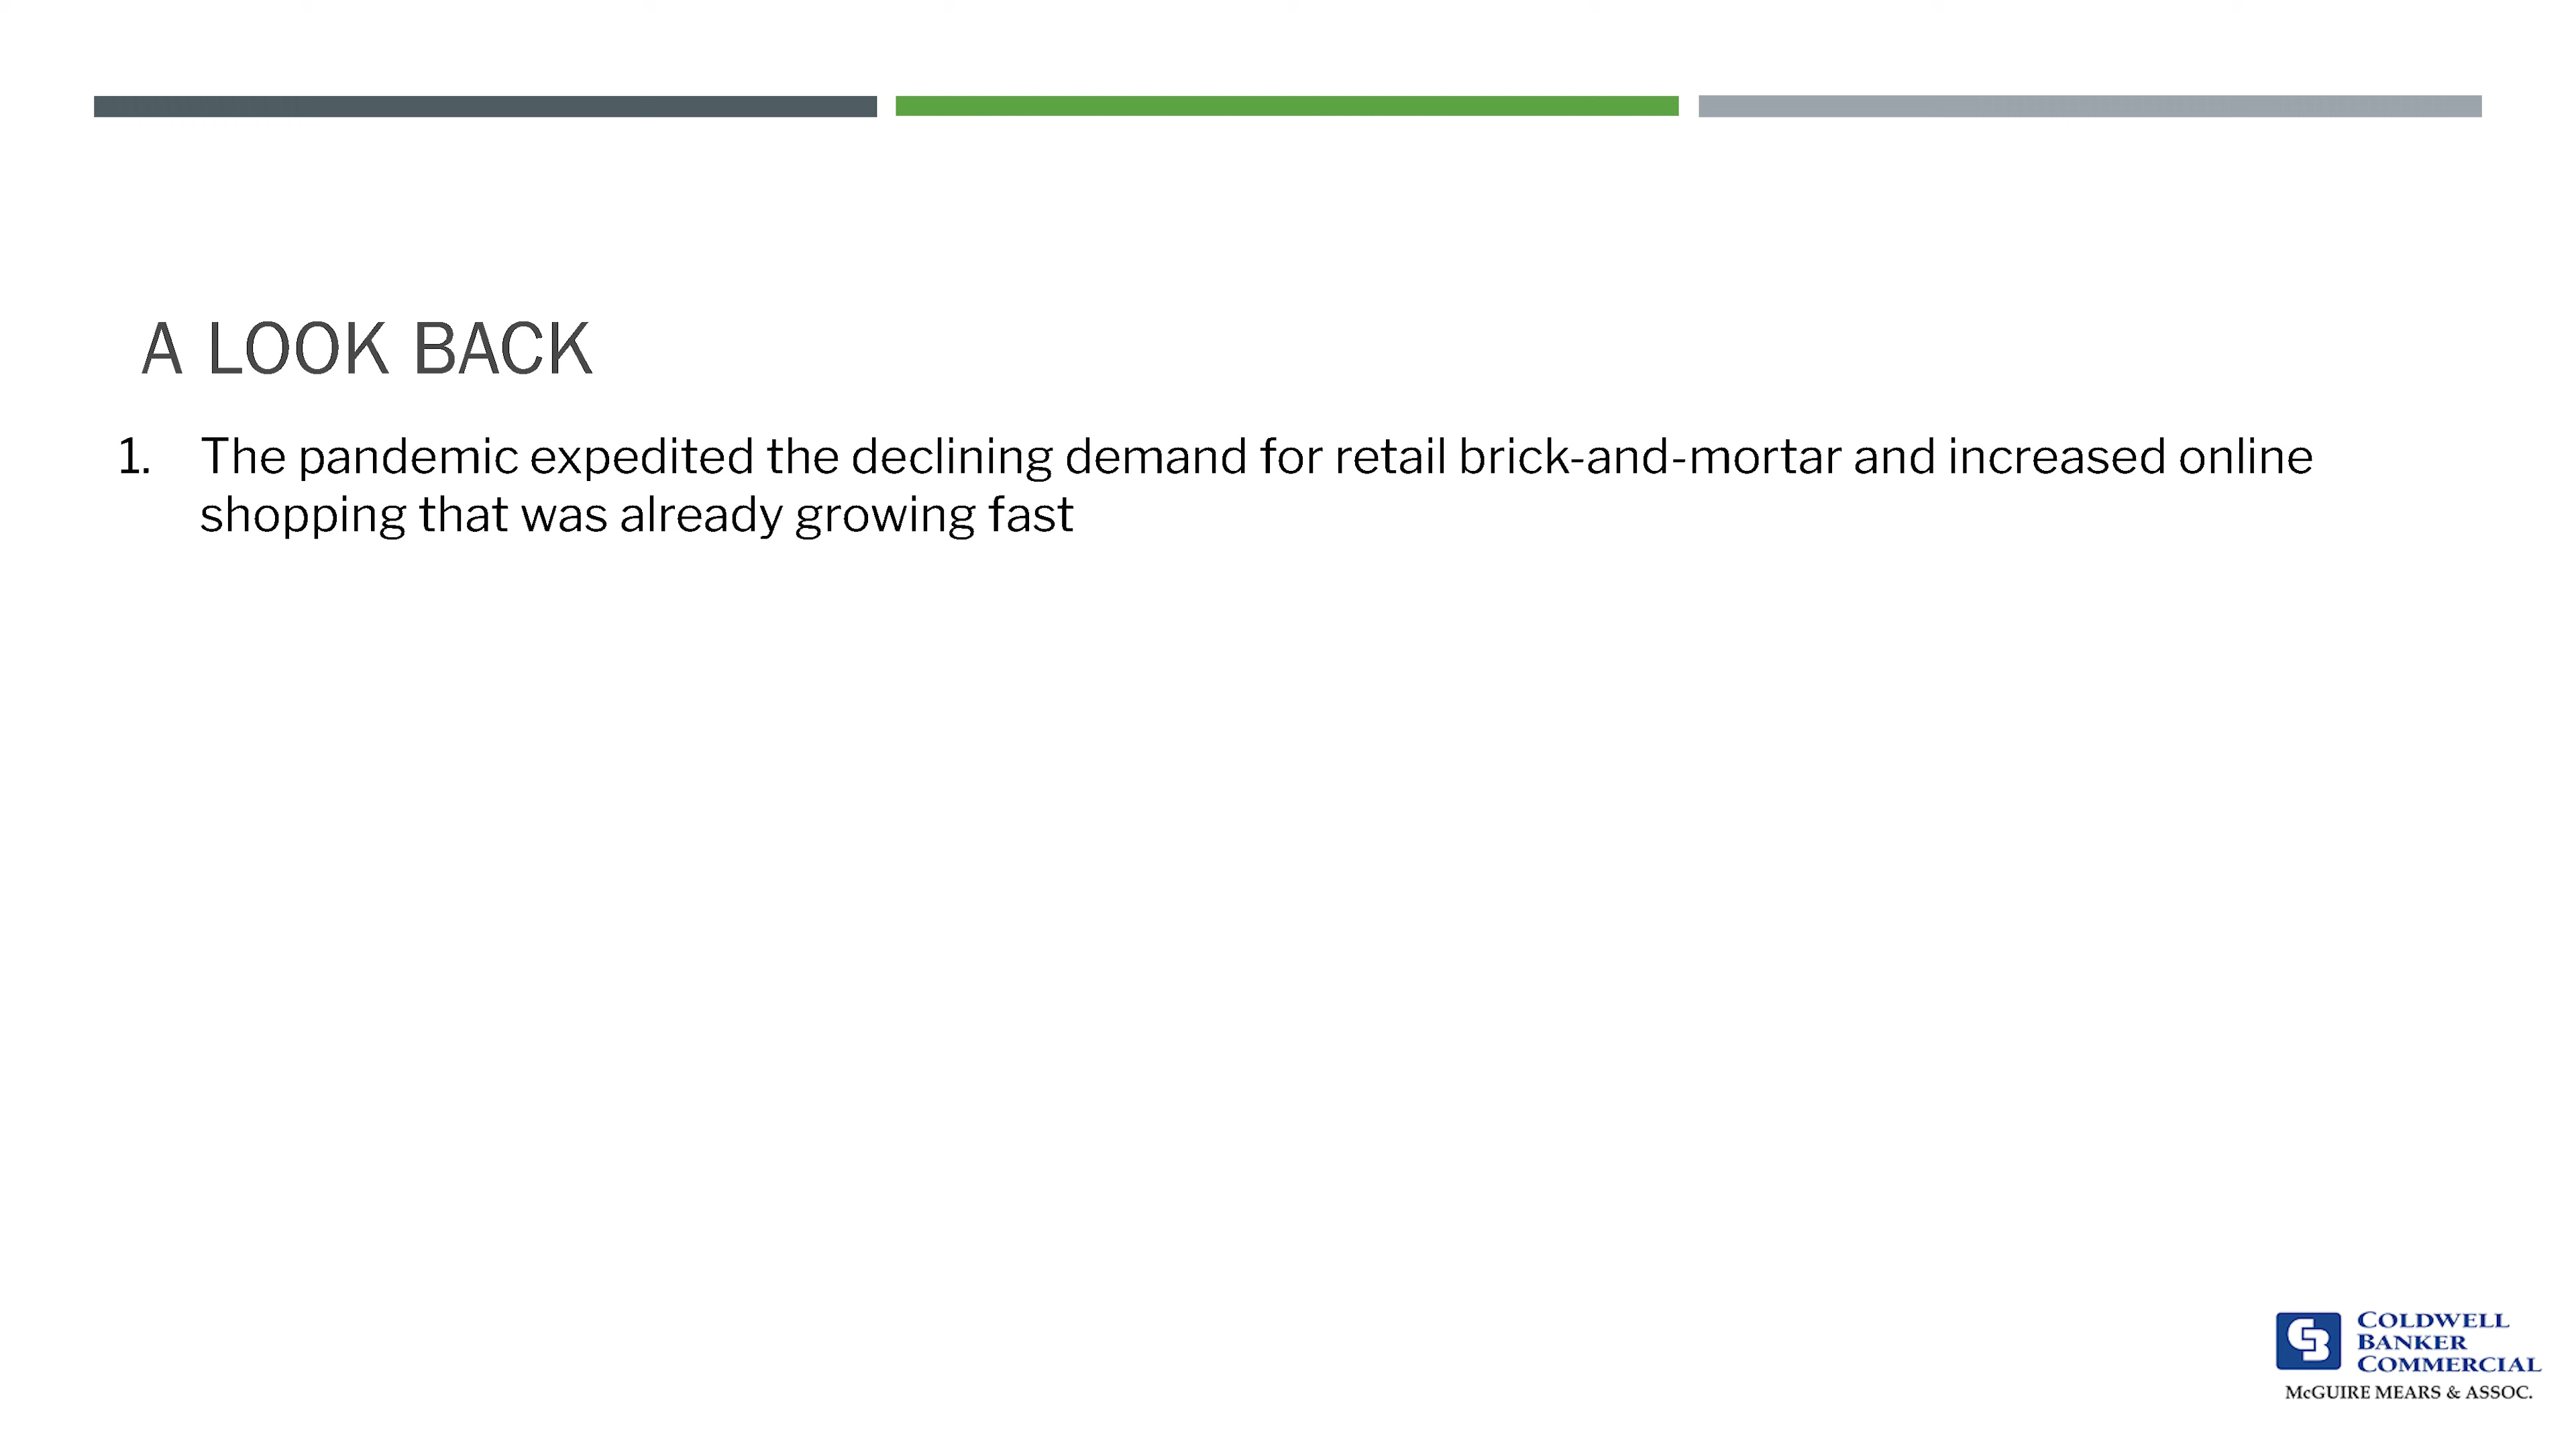 A LOOK BACK
1. The pandemic expedited the declining demand for retail brick-and-mortar and increased online
shopping that was already growing fast
CB
COLDWELL
BANKER
COMMERCIAL
McGUIRE MEARS & ASSOC.